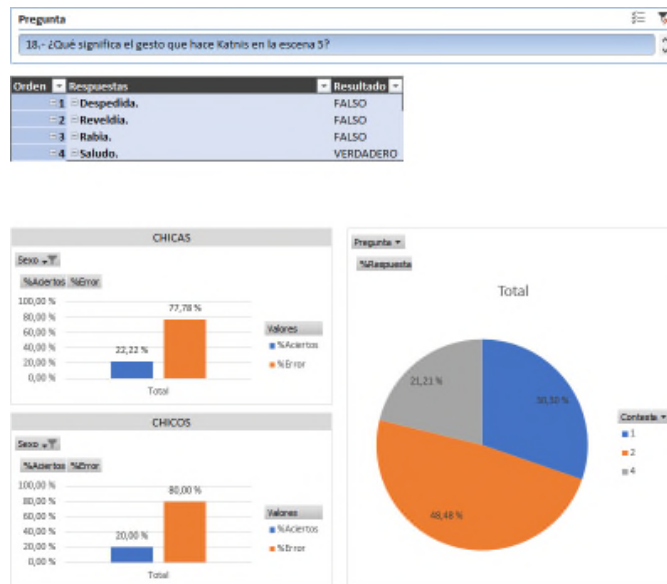 Pregunta
18.- ¿Qué significa el gesto que hace Katnis en la escena 5?
Orden Respuestas Resultado
1 Despedida. FALSO
2 Reveldía. FALSO
3 Rabia. FALSO
4 Saludo. VERDADERO
CHICAS
Sexo
%Aciertos %Error
100,00 %
80,00 %
60,00 %
40,00 %
20,00 %
0,00 %
22,22 %
77,78 %
Total
Valores
%Aciertos
%Error
CHICOS
Sexo
%Aciertos %Error
100,00 %
80,00 %
60,00 %
40,00 %
20,00 %
0,00 %
20,00 %
80,00 %
Total
Valores
%Aciertos
%Error
Pregunta
%Respuesta
Total
21,21 %
30,30 %
48,48 %
Contesta
1
2
4